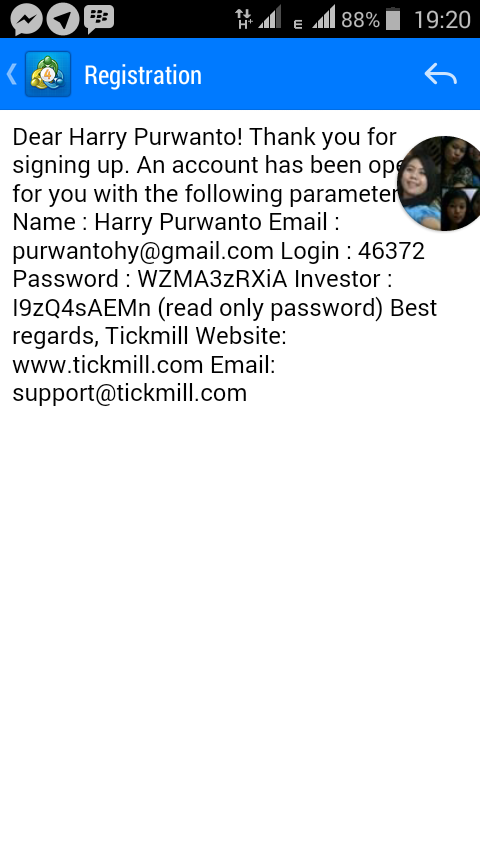 88% 19:20
Registration
Dear Harry Purwanto! Thank you for
signing up. An account has been ope
for you with the following parameter
Name : Harry Purwanto Email :
purwantohy@gmail.com Login : 46372
Password : WZMA3zRXiA Investor :
I9zQ4sAEMn (read only password) Best
regards, Tickmill Website:
www.tickmill.com Email:
support@tickmill.com